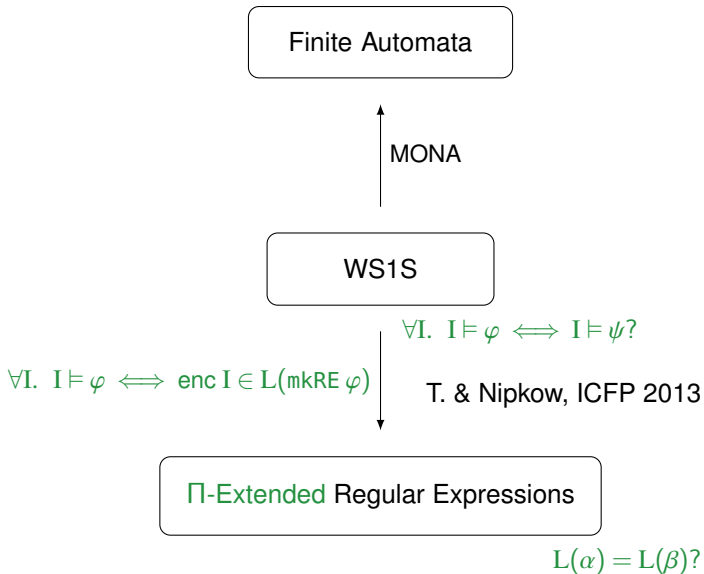 Finite Automata
MONA
WS1S
∀I. I ⊨ φ ⟺ I ⊨ ψ?
∀I. I ⊨ φ ⟺ enc I ∈ L(mkRE φ)
T. & Nipkow, ICFP 2013
Π-Extended Regular Expressions
L(α) = L(β)?